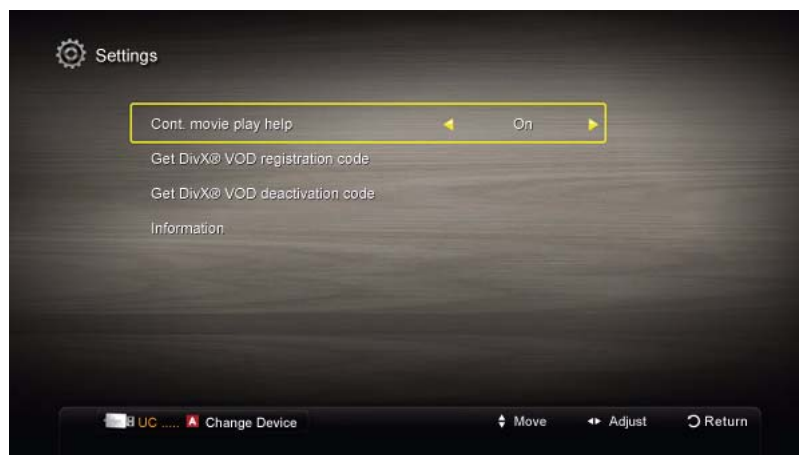 Settings
Cont. movie play help On
Get DivX® VOD registration code
Get DivX® VOD deactivation code
Information
UC ..... A Change Device Move Adjust Return